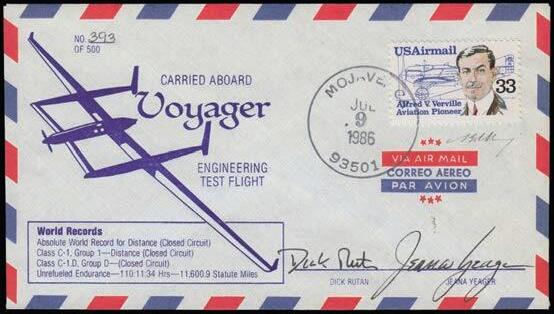 NO. 393
OF 500
CARRIED ABOARD
Voyager
ENGINEERING
TEST FLIGHT
MOJAVE,
JUL
9
1986
93501
USAirmail
33
Alfred V. Verville
Aviation Pioneer
VIA AIR MAIL
CORREO AEREO
PAR AVION
World Records
Absolute World Record for Distance (Closed Circuit)
Class C-1, Group 1—Distance (Closed Circuit)
Class C-1.D, Group D—(Closed Circuit)
Unrefueled Endurance—110:11:34 Hrs—11,600.9 Statute Miles
Dick Rutan
Jeana Yeager
DICK RUTAN
JEANA YEAGER